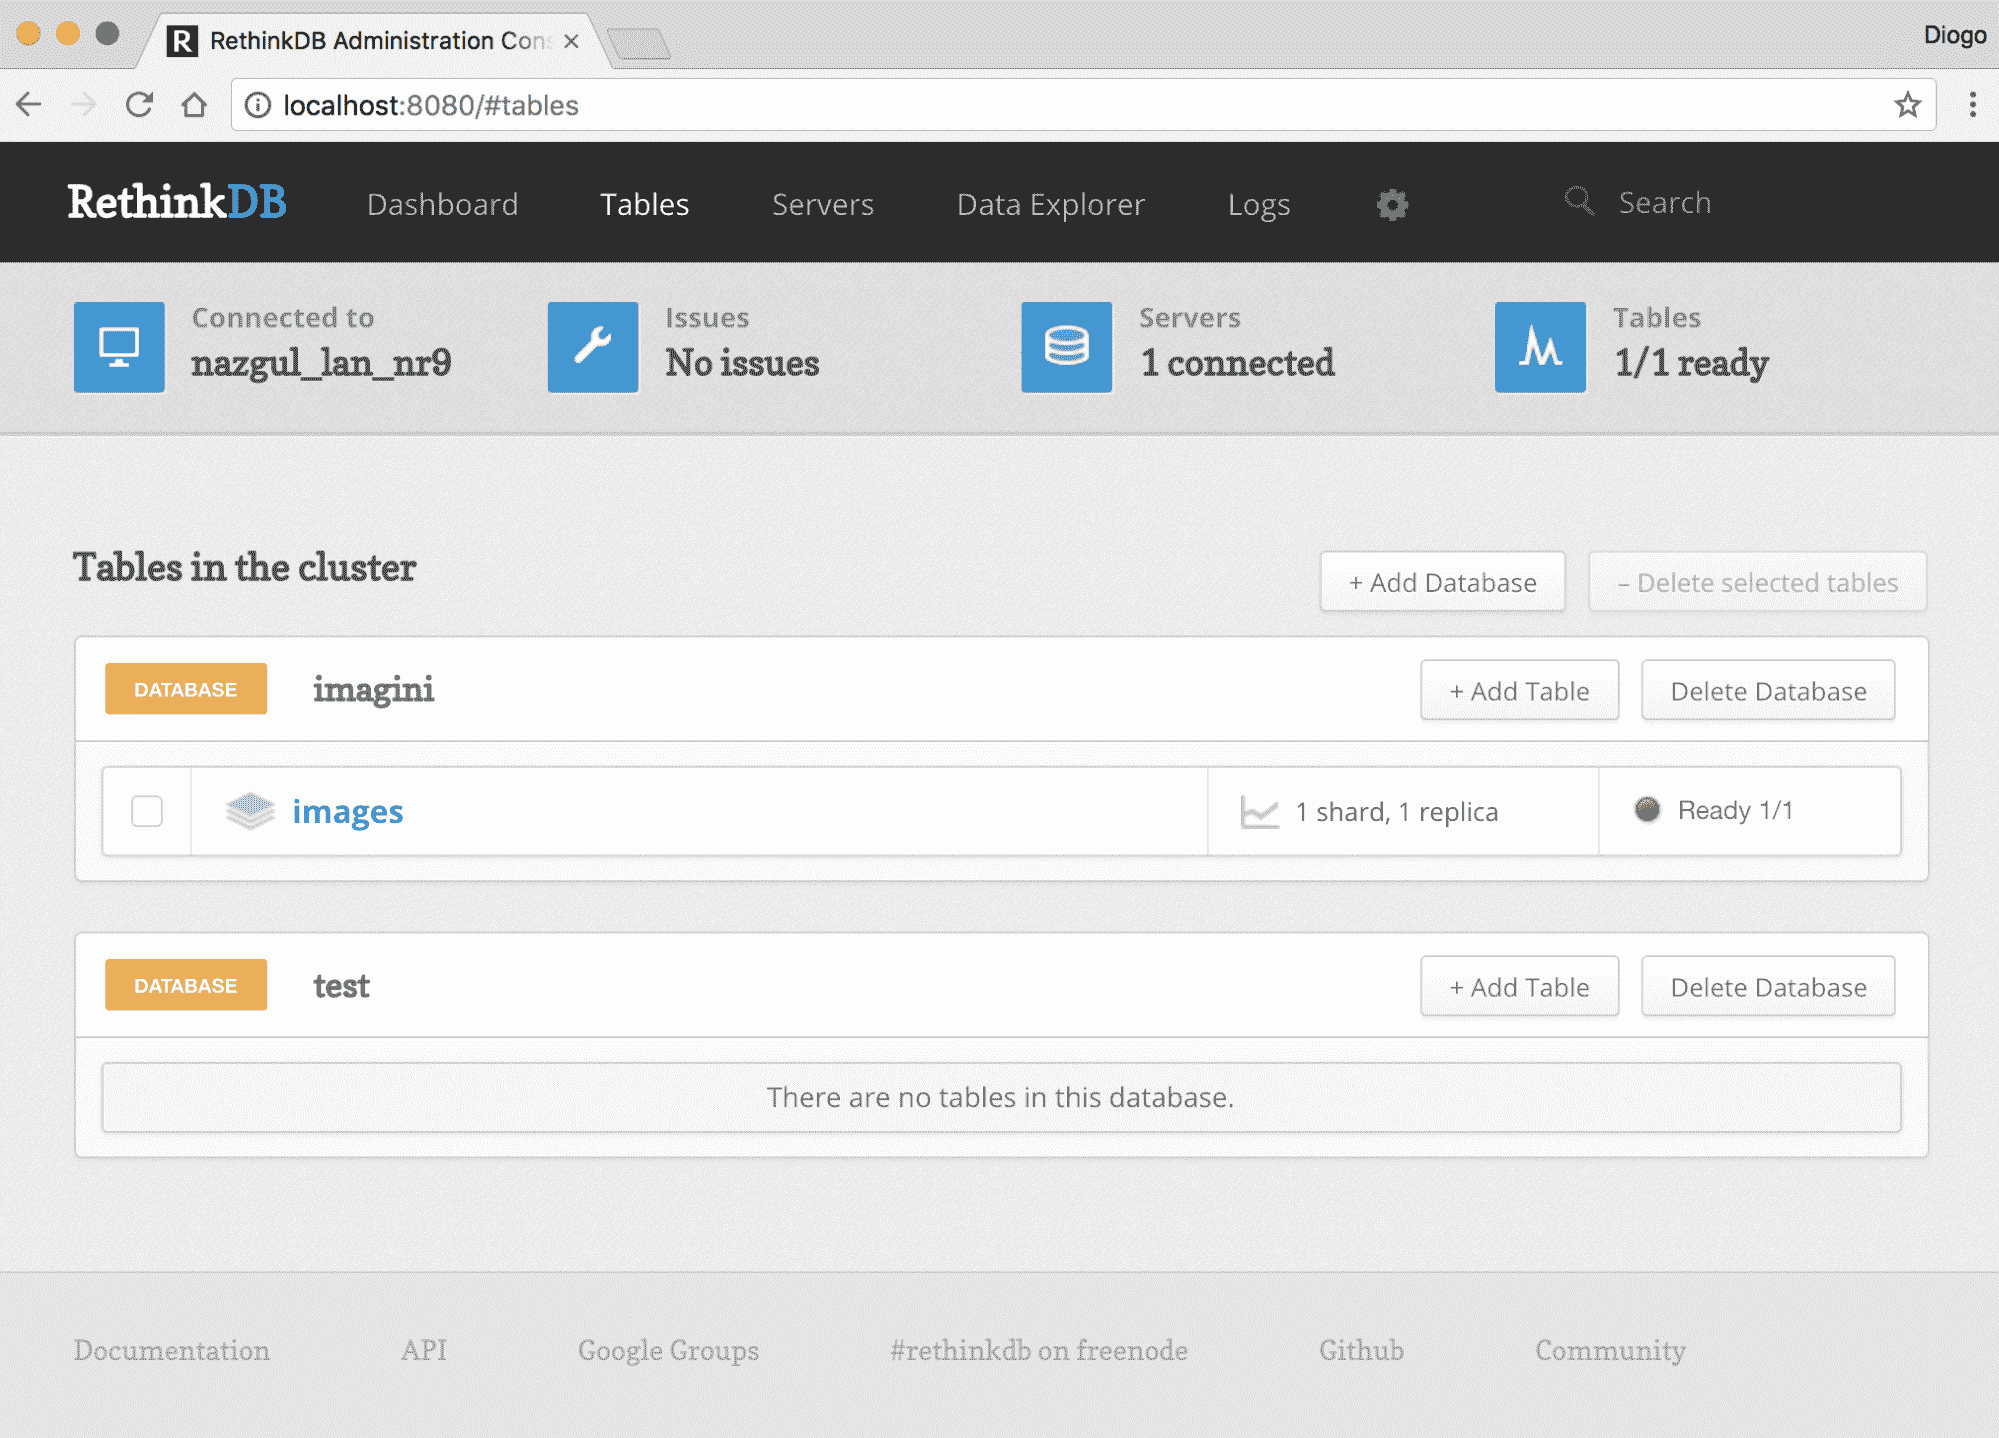 RethinkDB Administration Cons
Diogo
localhost:8080/#tables
RethinkDB
Dashboard
Tables
Servers
Data Explorer
Logs
Search
Connected to
nazgul_lan_nr9
Issues
No issues
Servers
1 connected
Tables
1/1 ready
Tables in the cluster
+ Add Database
– Delete selected tables
DATABASE
imagini
+ Add Table
Delete Database
images
1 shard, 1 replica
Ready 1/1
DATABASE
test
+ Add Table
Delete Database
There are no tables in this database.
Documentation
API
Google Groups
#rethinkdb on freenode
Github
Community